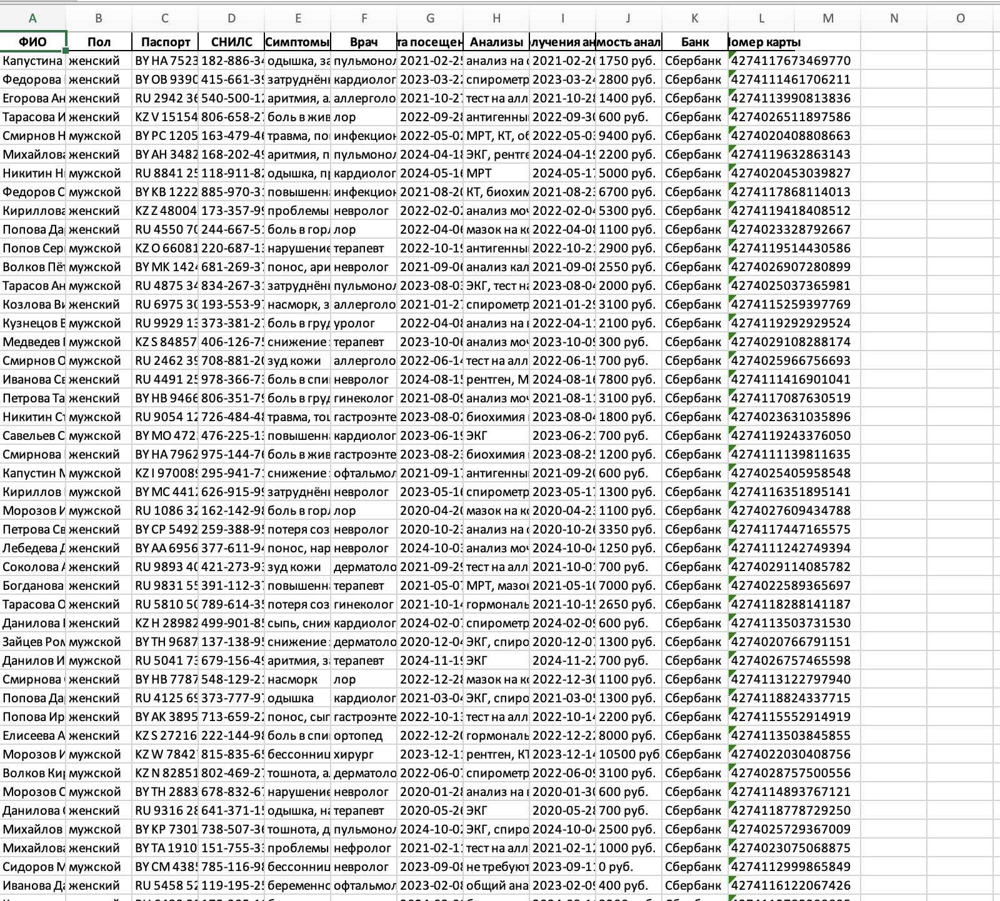 A B C D E F G H I J K L M N O
ФИО Пол Паспорт СНИЛС Симптомы Врач та посещен Анализы лучения ан мость анал Банк Номер карты
Капустина женский BY HA 7523 182-886-34 одышка, за пульмонол 2021-02-25 анализ на с 2021-02-26 1750 руб. Сбербанк 4274117673469770
Федорова женский BY OB 9390 415-661-39 затруднён кардиолог 2023-03-22 спирометр 2023-03-24 2800 руб. Сбербанк 4274111461706211
Егорова Ан женский RU 2942 36 540-500-12 аритмия, а аллерголо 2021-10-27 тест на алл 2021-10-28 1400 руб. Сбербанк 4274113990813836
Тарасова И женский KZ V 15154 806-658-27 боль в жив лор 2022-09-28 антигенны 2022-09-30 600 руб. Сбербанк 4274026511897586
Смирнов Н мужской BY PC 1205 163-479-46 травма, по инфекцион 2022-05-02 МРТ, КТ, об 2022-05-03 9400 руб. Сбербанк 4274020408808663
Михайлова женский BY AH 3482 168-202-49 аритмия, п пульмонол 2024-04-18 ЭКГ, рентге 2024-04-19 2200 руб. Сбербанк 4274119632863143
Никитин Н мужской RU 8841 25 118-911-82 одышка, п кардиолог 2024-05-16 МРТ 2024-05-17 5000 руб. Сбербанк 4274020453039827
Федоров С мужской BY KB 1222 885-970-31 повышенн инфекцион 2021-08-20 КТ, биохим 2021-08-23 6700 руб. Сбербанк 4274117868114013
Кириллова женский KZ Z 48004 173-357-99 проблемы невролог 2022-02-02 анализ моч 2022-02-04 5300 руб. Сбербанк 4274119418408512
Попова Да женский RU 4550 70 244-667-51 боль в гор лор 2022-04-06 мазок на ко 2022-04-08 1100 руб. Сбербанк 4274023328792667
Попов Сер мужской KZ O 66081 220-687-13 нарушение терапевт 2022-10-19 антигенны 2022-10-21 2900 руб. Сбербанк 4274119514430586
Волков Пёт мужской BY MK 1424 681-269-37 понос, ари невролог 2021-09-06 анализ кал 2021-09-08 2550 руб. Сбербанк 4274026907280899
Тарасов Ан мужской RU 4875 34 834-267-31 затруднён пульмонол 2023-08-03 ЭКГ, тест на 2023-08-04 2000 руб. Сбербанк 4274025037365981
Козлова Ви женский RU 6975 30 193-553-97 насморк, з аллерголо 2021-01-27 спирометр 2021-01-29 3100 руб. Сбербанк 4274115259397769
Кузнецов В мужской RU 9929 13 373-381-27 боль в груд уролог 2022-04-08 анализ на 2022-04-11 2100 руб. Сбербанк 4274119292929524
Медведев мужской KZ S 84857 406-126-75 снижение терапевт 2023-10-06 анализ моч 2023-10-09 300 руб. Сбербанк 4274029108288174
Смирнов О мужской RU 2462 39 708-881-20 зуд кожи аллерголо 2022-06-14 тест на алл 2022-06-15 700 руб. Сбербанк 4274025966756693
Иванова Св женский RU 4491 25 978-366-73 боль в спи невролог 2024-08-15 рентген, М 2024-08-16 7800 руб. Сбербанк 4274111416901041
Петрова Та женский BY HB 9466 806-351-79 боль в груд гинеколог 2021-08-09 анализ моч 2021-08-11 3100 руб. Сбербанк 4274117087630519
Никитин Ст мужской RU 9054 12 726-484-48 травма, тош гастроэнте 2023-08-02 биохимия 2023-08-04 1800 руб. Сбербанк 4274023631035896
Савельев С мужской BY MO 472 476-225-13 повышенн кардиолог 2023-06-19 ЭКГ 2023-06-21 700 руб. Сбербанк 4274119243376050
Смирнова женский BY HA 7962 975-144-76 боль в жив гастроэнте 2023-08-23 биохимия 2023-08-25 1200 руб. Сбербанк 4274111139811635
Капустин М мужской KZ I 970089 295-941-71 снижение офтальмол 2021-09-17 антигенны 2021-09-20 600 руб. Сбербанк 4274025405958548
Кириллов мужской BY MC 441 626-915-99 затруднён невролог 2023-05-16 спирометр 2023-05-17 1300 руб. Сбербанк 4274116351895141
Морозов И мужской RU 1086 32 162-142-98 боль в гор лор 2020-04-20 мазок на ко 2020-04-23 1100 руб. Сбербанк 4274027609434788
Петрова Св женский BY CP 5492 259-388-95 потеря соз невролог 2020-10-23 анализ на с 2020-10-26 3350 руб. Сбербанк 4274117447165575
Лебедева Д женский BY AA 6956 377-611-94 понос, нар невролог 2024-10-03 анализ моч 2024-10-04 1250 руб. Сбербанк 4274111242749394
Соколова А женский RU 9893 40 421-273-93 зуд кожи дерматоло 2021-09-29 тест на алл 2021-10-01 700 руб. Сбербанк 4274029114085782
Богданова женский RU 9831 55 391-112-37 повышенн терапевт 2021-05-07 МРТ, мазок 2021-05-10 7000 руб. Сбербанк 4274022589365697
Тарасова О женский RU 5810 50 789-614-35 потеря соз гинеколог 2021-10-14 гормональ 2021-10-15 2650 руб. Сбербанк 4274118288141187
Данилова женский KZ H 28982 499-901-85 сыпь, сниж кардиолог 2024-02-07 спирометр 2024-02-09 600 руб. Сбербанк 4274113503731530
Зайцев Ром мужской BY TH 9687 137-138-95 снижение дерматоло 2020-12-04 ЭКГ, спиро 2020-12-07 1300 руб. Сбербанк 4274020766791151
Данилов И мужской RU 5041 73 679-156-49 аритмия, з терапевт 2024-11-19 ЭКГ 2024-11-22 700 руб. Сбербанк 4274026757465598
Смирнова женский BY HB 7787 548-129-21 насморк лор 2022-12-28 мазок на ко 2022-12-30 1100 руб. Сбербанк 4274113122797940
Попова Да женский RU 4125 69 373-777-97 одышка кардиолог 2021-03-04 ЭКГ, спиро 2021-03-05 1300 руб. Сбербанк 4274118824337715
Попова Ир женский BY AK 3895 713-659-22 понос, сып гастроэнте 2022-10-13 тест на алл 2022-10-14 2200 руб. Сбербанк 4274115552914919
Елисеева А женский KZ S 27216 222-144-98 боль в спи ортопед 2022-12-20 гормональ 2022-12-22 8000 руб. Сбербанк 4274113503845855
Морозов И мужской KZ W 7842 815-835-65 бессонниц хирург 2023-12-11 рентген, КТ 2023-12-14 10500 руб. Сбербанк 4274022030408756
Волков Кир мужской KZ N 82851 802-469-27 тошнота, а дерматоло 2022-06-07 спирометр 2022-06-09 3100 руб. Сбербанк 4274028757500556
Морозов С мужской BY TH 2883 678-832-67 нарушение невролог 2020-01-28 анализ на 2020-01-30 600 руб. Сбербанк 4274114893767121
Данилова женский RU 9316 28 641-371-15 одышка, на терапевт 2020-05-26 ЭКГ 2020-05-28 700 руб. Сбербанк 4274118778729250
Михайлов мужской BY KP 7301 738-507-36 тошнота, д пульмонол 2024-10-02 ЭКГ, спиро 2024-10-04 2500 руб. Сбербанк 4274025729367009
Михайлова женский BY TA 1910 151-755-33 проблемы нефролог 2021-02-11 тест на алл 2021-02-12 1000 руб. Сбербанк 4274023075068875
Сидоров М мужской BY CM 438 785-116-98 бессонниц невролог 2023-09-08 не требуют 2023-09-11 0 руб. Сбербанк 4274112999865849
Иванова Да женский RU 5458 52 119-195-25 беременно офтальмол 2023-02-08 общий ана 2023-02-09 400 руб. Сбербанк 4274116122067426